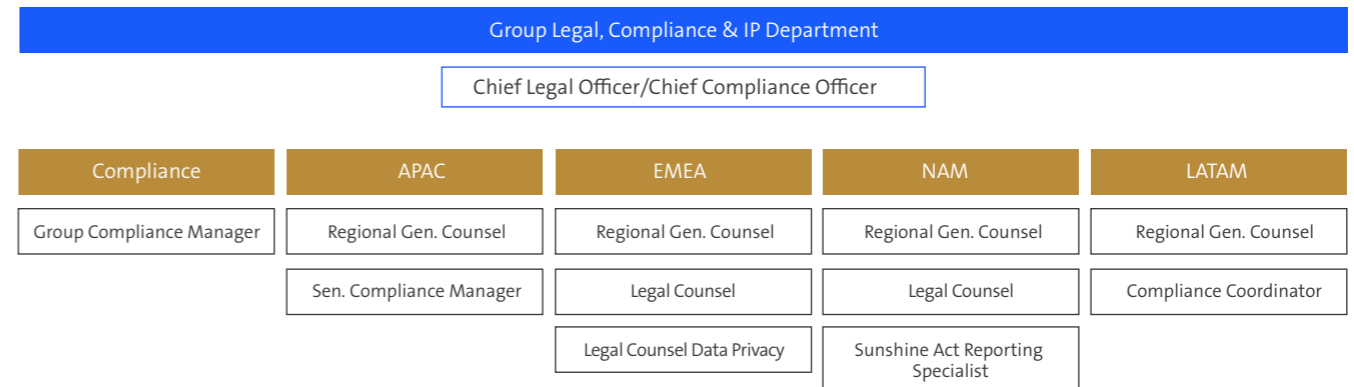 Group Legal, Compliance & IP Department
Chief Legal Officer/Chief Compliance Officer
Compliance
APAC
EMEA
NAM
LATAM
Group Compliance Manager
Regional Gen. Counsel
Regional Gen. Counsel
Regional Gen. Counsel
Regional Gen. Counsel
Sen. Compliance Manager
Legal Counsel
Legal Counsel
Compliance Coordinator
Legal Counsel Data Privacy
Sunshine Act Reporting
Specialist